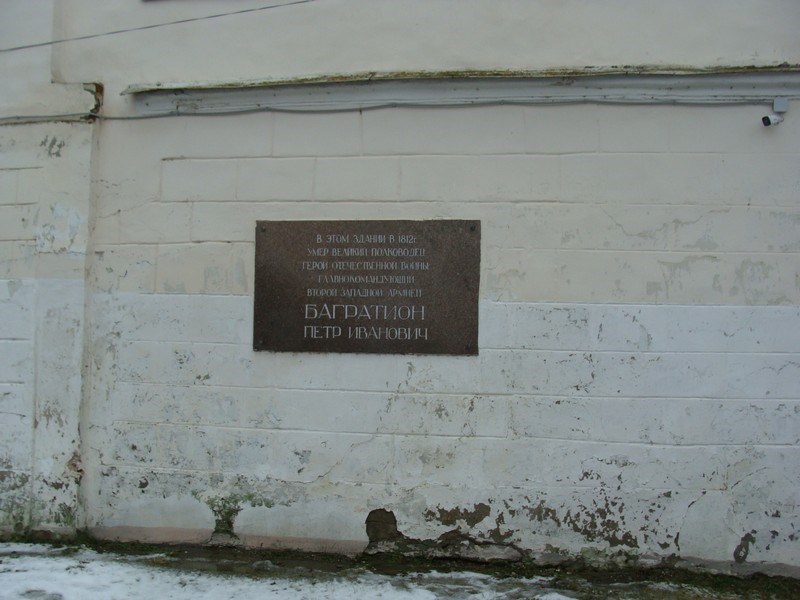 В ЭТОМ ЗДАНИИ В 1812г.
УМЕР ВЕЛИКИЙ ПОЛКОВОДЕЦ
ГЕРОЙ ОТЕЧЕСТВЕННОЙ ВОЙНЫ
ГЛАВНОКОМАНДУЮЩИЙ
ВТОРОЙ ЗАПАДНОЙ АРМИЕЙ
БАГРАТИОН
ПЕТР ИВАНОВИЧ